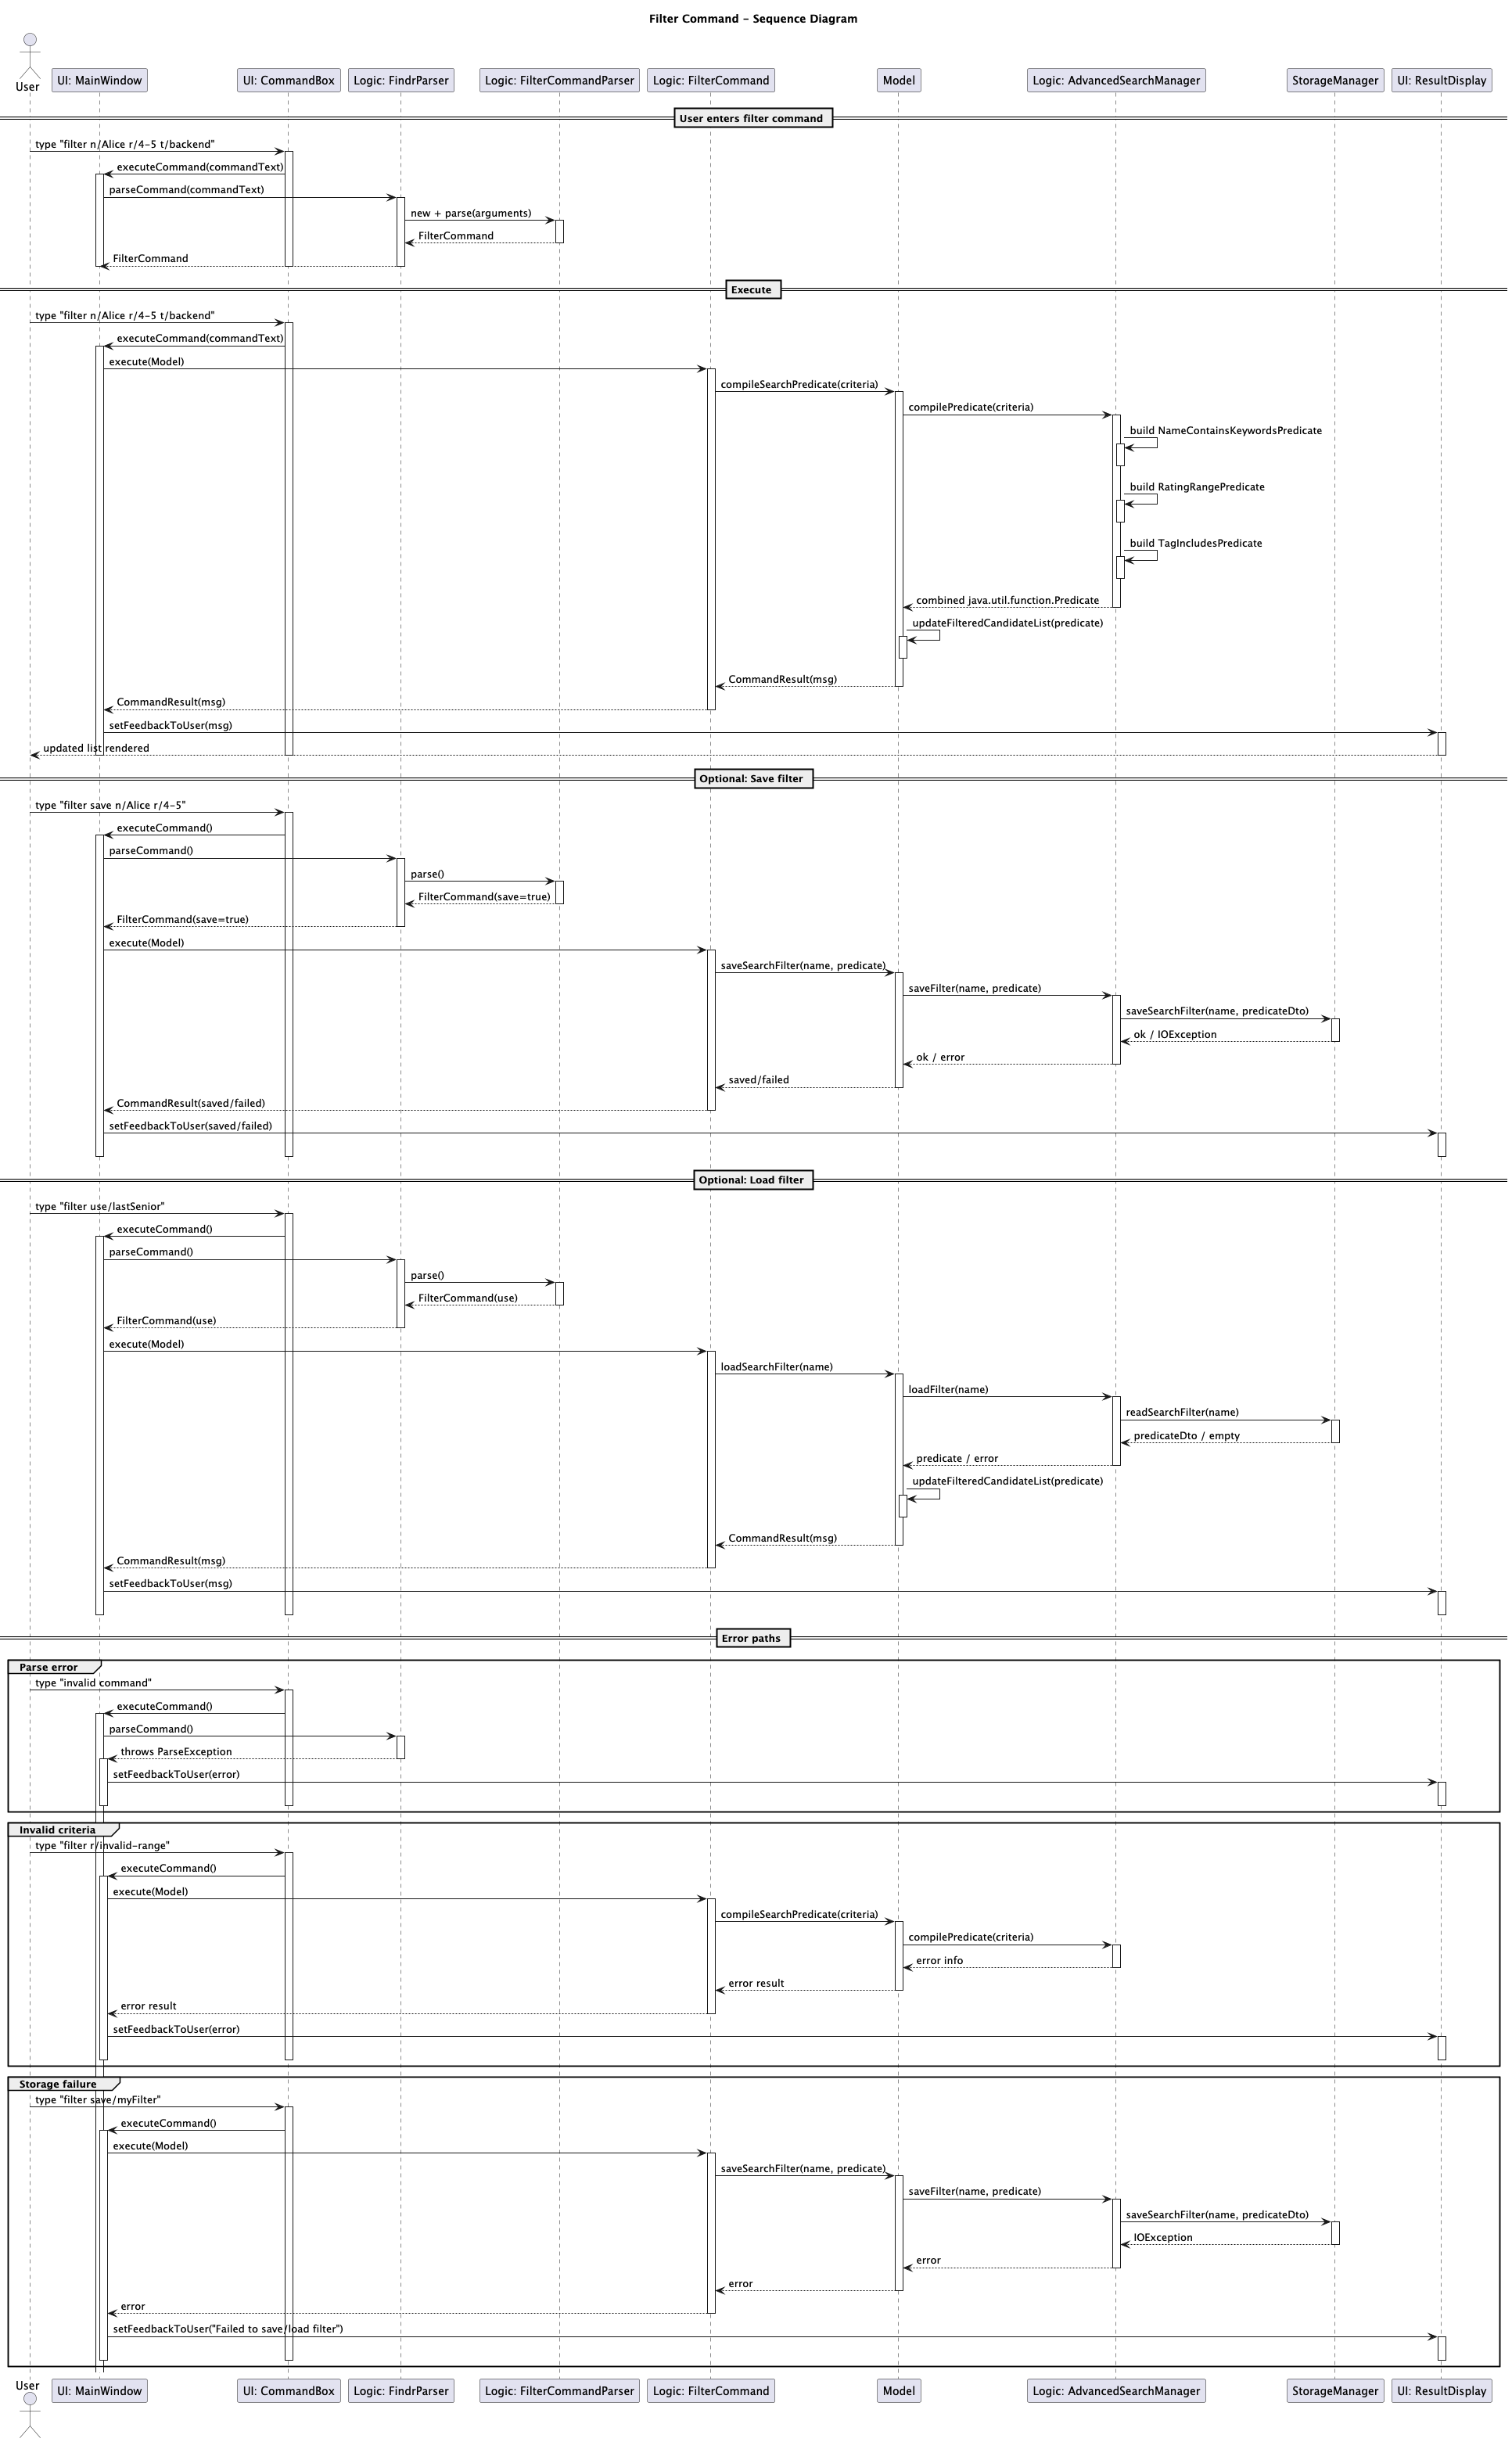 Filter Command - Sequence Diagram
User
UI: MainWindow
UI: CommandBox
Logic: FindrParser
Logic: FilterCommandParser
Logic: FilterCommand
Model
Logic: AdvancedSearchManager
StorageManager
UI: ResultDisplay
User enters filter command
type "filter n/Alice r/4-5 t/backend"
executeCommand(commandText)
parseCommand(commandText)
new + parse(arguments)
FilterCommand
FilterCommand
Execute
type "filter n/Alice r/4-5 t/backend"
executeCommand(commandText)
execute(Model)
compileSearchPredicate(criteria)
compilePredicate(criteria)
build NameContainsKeywordsPredicate
build RatingRangePredicate
build TagIncludesPredicate
combined java.util.function.Predicate
updateFilteredCandidateList(predicate)
CommandResult(msg)
CommandResult(msg)
setFeedbackToUser(msg)
updated list rendered
Optional: Save filter
type "filter save n/Alice r/4-5"
executeCommand()
parseCommand()
parse()
FilterCommand(save=true)
FilterCommand(save=true)
execute(Model)
saveSearchFilter(name, predicate)
saveFilter(name, predicate)
saveSearchFilter(name, predicateDto)
ok / IOException
ok / error
saved/failed
CommandResult(saved/failed)
setFeedbackToUser(saved/failed)
Optional: Load filter
type "filter use/lastSenior"
executeCommand()
parseCommand()
parse()
FilterCommand(use)
FilterCommand(use)
execute(Model)
loadSearchFilter(name)
loadFilter(name)
readSearchFilter(name)
predicateDto / empty
predicate / error
updateFilteredCandidateList(predicate)
CommandResult(msg)
CommandResult(msg)
setFeedbackToUser(msg)
Error paths
Parse error
type "invalid command"
executeCommand()
parseCommand()
throws ParseException
setFeedbackToUser(error)
Invalid criteria
type "filter r/invalid-range"
executeCommand()
execute(Model)
compileSearchPredicate(criteria)
compilePredicate(criteria)
error info
error result
error result
setFeedbackToUser(error)
Storage failure
type "filter save/myFilter"
executeCommand()
execute(Model)
saveSearchFilter(name, predicate)
saveFilter(name, predicate)
saveSearchFilter(name, predicateDto)
IOException
error
error
error
setFeedbackToUser("Failed to save/load filter")
User
UI: MainWindow
UI: CommandBox
Logic: FindrParser
Logic: FilterCommandParser
Logic: FilterCommand
Model
Logic: AdvancedSearchManager
StorageManager
UI: ResultDisplay